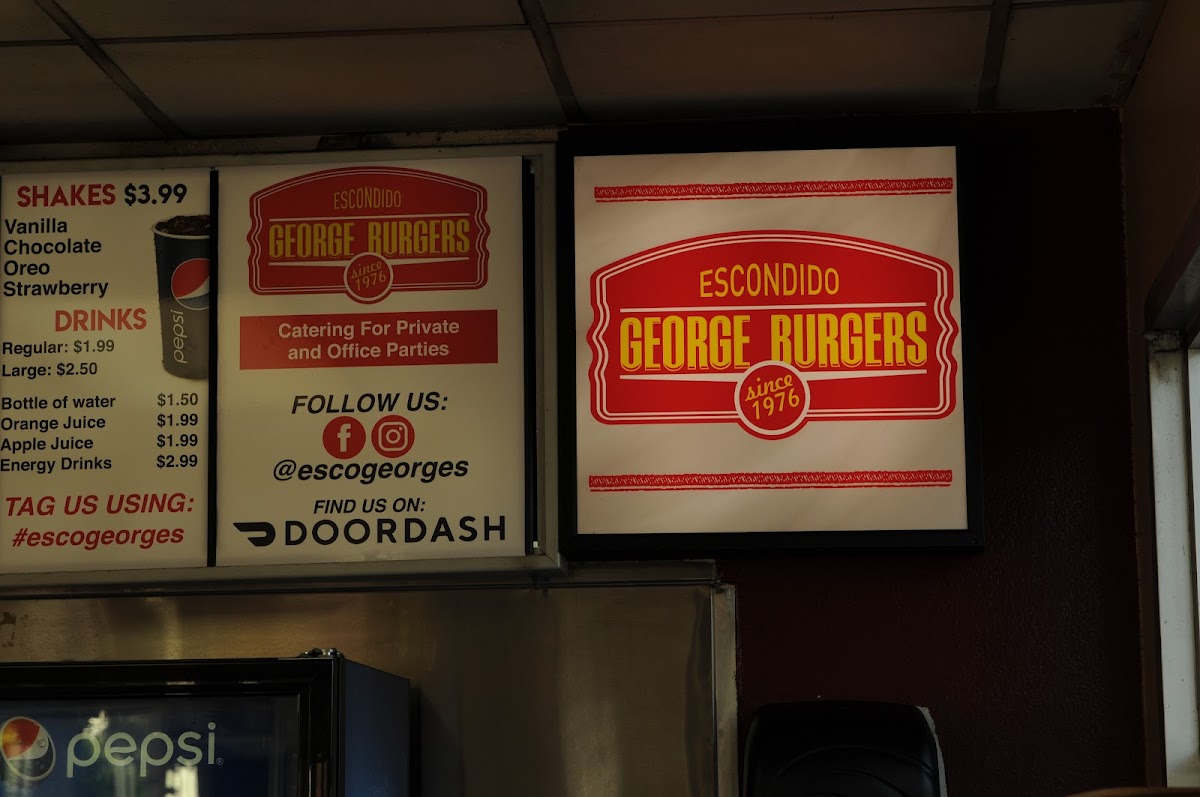 SHAKES $3.99
Vanilla
Chocolate
Oreo
Strawberry
pepsi
DRINKS
Regular: $1.99
Large: $2.50
Bottle of water $1.50
Orange Juice $1.99
Apple Juice $1.99
Energy Drinks $2.99
TAG US USING:
#escogeorges
ESCONDIDO
GEORGE BURGERS
since
1976
Catering For Private
and Office Parties
FOLLOW US:
@escogeorges
FIND US ON:
DOORDASH
ESCONDIDO
GEORGE BURGERS
since
1976
pepsi®